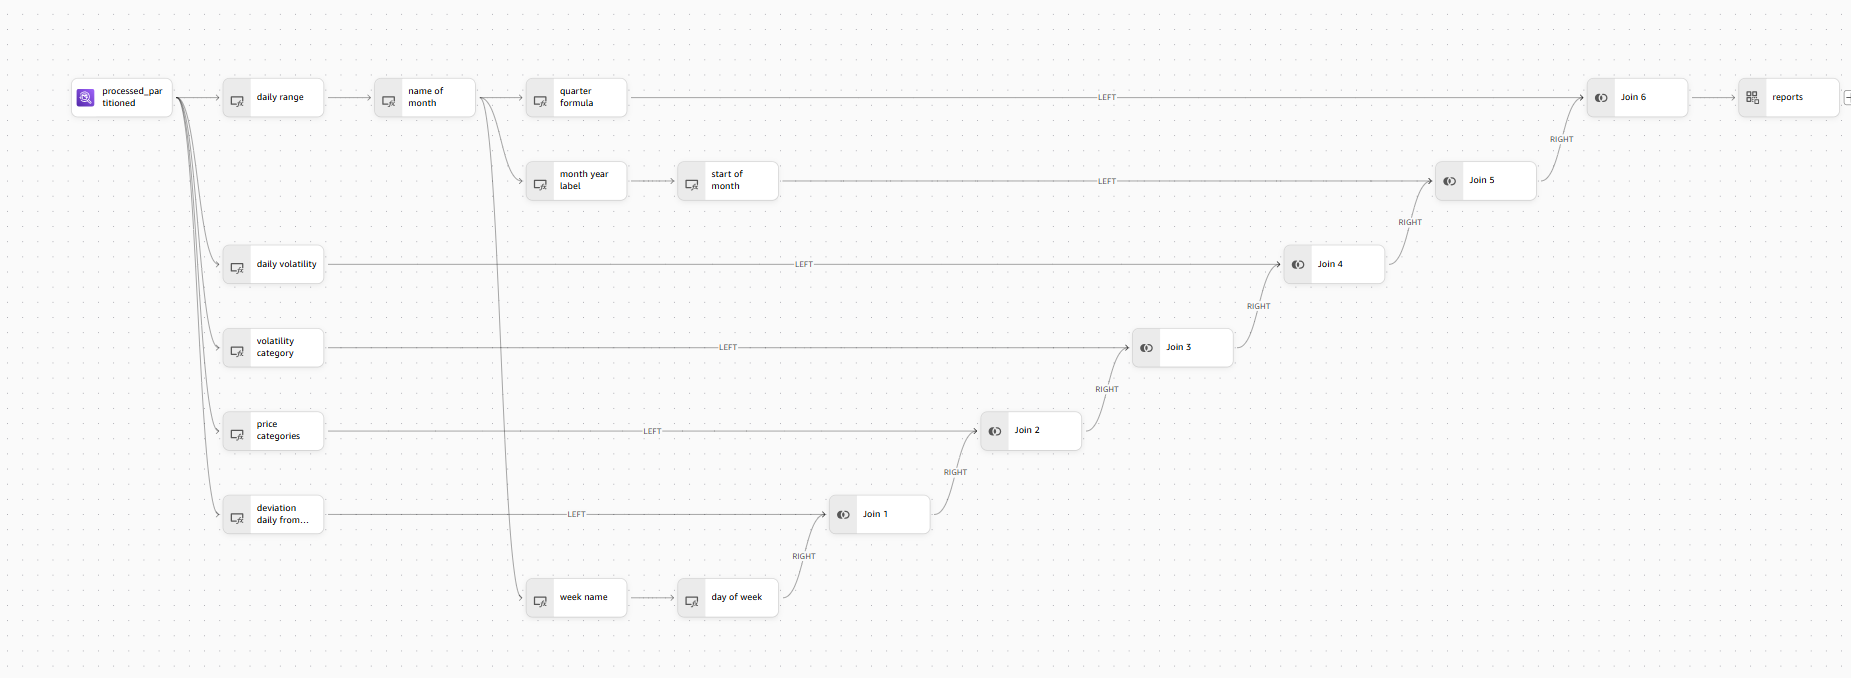 processed_par
titioned
daily range
name of
month
quarter
formula
LEFT
Join 6
reports
RIGHT
month year
label
start of
month
LEFT
Join 5
RIGHT
daily volatility
LEFT
Join 4
RIGHT
volatility
category
LEFT
Join 3
RIGHT
price
categories
LEFT
Join 2
RIGHT
deviation
daily from...
LEFT
Join 1
RIGHT
week name
day of week